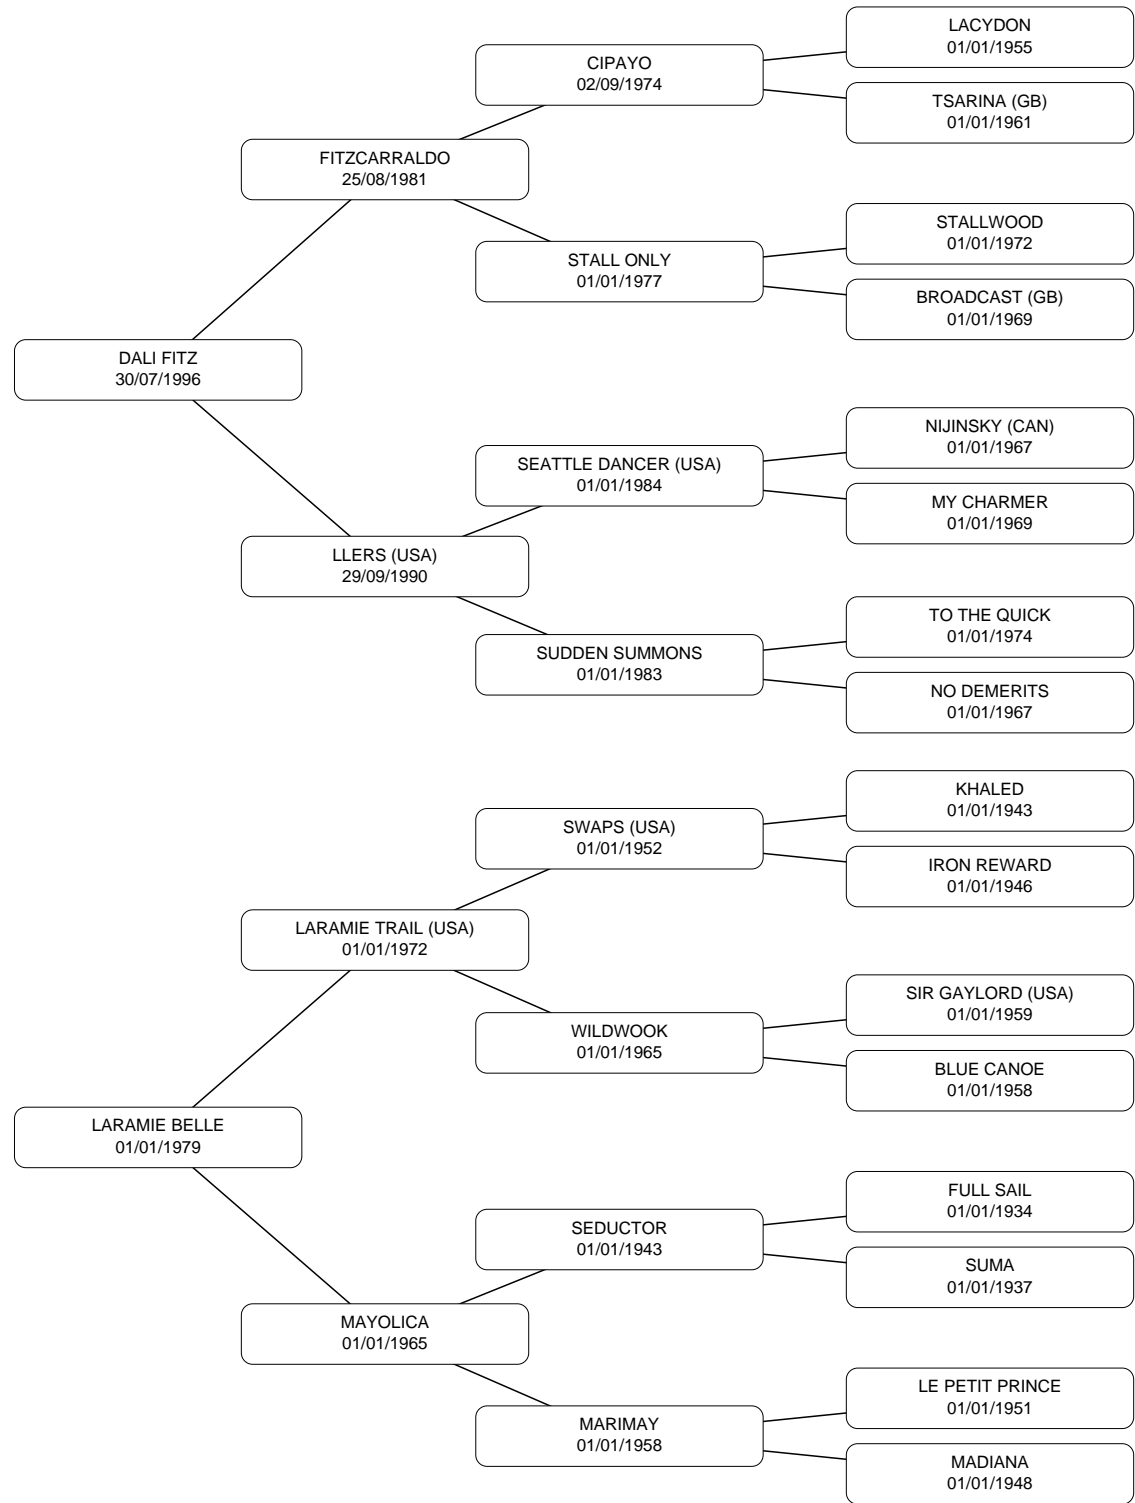 LACYDON
01/01/1955
CIPAYO
02/09/1974
TSARINA (GB)
01/01/1961
FITZCARRALDO
25/08/1981
STALLWOOD
01/01/1972
STALL ONLY
01/01/1977
BROADCAST (GB)
01/01/1969
DALI FITZ
30/07/1996
NIJINSKY (CAN)
01/01/1967
SEATTLE DANCER (USA)
01/01/1984
MY CHARMER
01/01/1969
LLERS (USA)
29/09/1990
TO THE QUICK
01/01/1974
SUDDEN SUMMONS
01/01/1983
NO DEMERITS
01/01/1967
KHALED
01/01/1943
SWAPS (USA)
01/01/1952
IRON REWARD
01/01/1946
LARAMIE TRAIL (USA)
01/01/1972
SIR GAYLORD (USA)
01/01/1959
WILDWOOK
01/01/1965
BLUE CANOE
01/01/1958
LARAMIE BELLE
01/01/1979
FULL SAIL
01/01/1934
SEDUCTOR
01/01/1943
SUMA
01/01/1937
MAYOLICA
01/01/1965
LE PETIT PRINCE
01/01/1951
MARIMAY
01/01/1958
MADIANA
01/01/1948